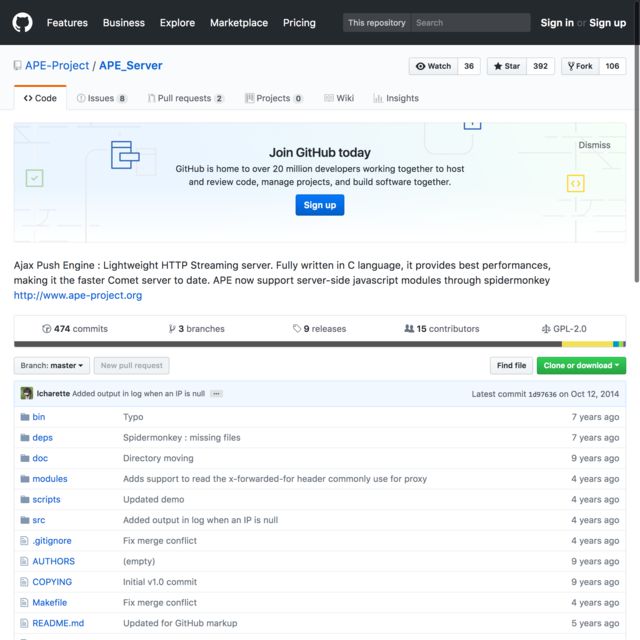 Features Business Explore Marketplace Pricing This repository Search Sign in or Sign up
APE-Project / APE_Server Watch 36 Star 392 Fork 106
Code Issues 8 Pull requests 2 Projects 0 Wiki Insights
Dismiss
Join GitHub today
GitHub is home to over 20 million developers working together to host
and review code, manage projects, and build software together.
Sign up
Ajax Push Engine : Lightweight HTTP Streaming server. Fully written in C language, it provides best performances,
making it the faster Comet server to date. APE now support server-side javascript modules through spidermonkey
http://www.ape-project.org
474 commits 3 branches 9 releases 15 contributors GPL-2.0
Branch: master New pull request Find file Clone or download
lcharette Added output in log when an IP is null ... Latest commit 1d97636 on Oct 12, 2014
bin Typo 7 years ago
deps Spidermonkey : missing files 7 years ago
doc Directory moving 9 years ago
modules Adds support to read the x-forwarded-for header commonly use for proxy 4 years ago
scripts Updated demo 4 years ago
src Added output in log when an IP is null 4 years ago
.gitignore Fix merge conflict 4 years ago
AUTHORS (empty) 9 years ago
COPYING Initial v1.0 commit 9 years ago
Makefile Fix merge conflict 4 years ago
README.md Updated for GitHub markup 5 years ago